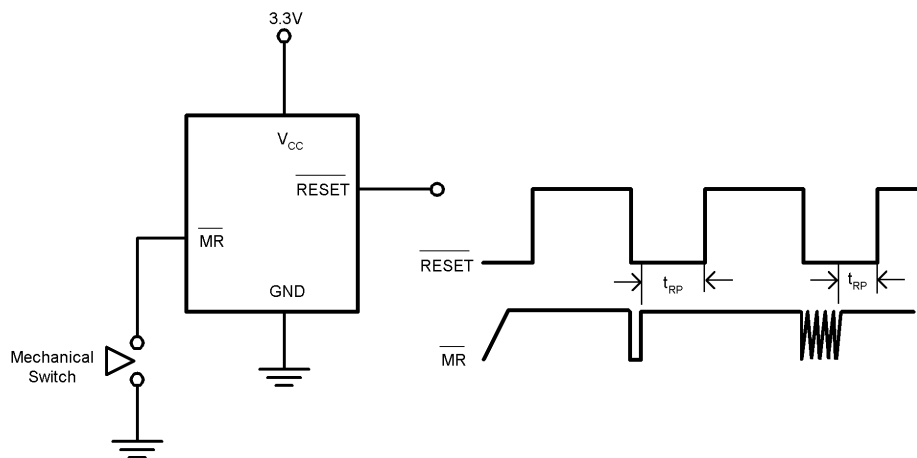 3.3V
VCC
RESET
MR
GND
Mechanical
Switch
RESET
tRP
tRP
MR